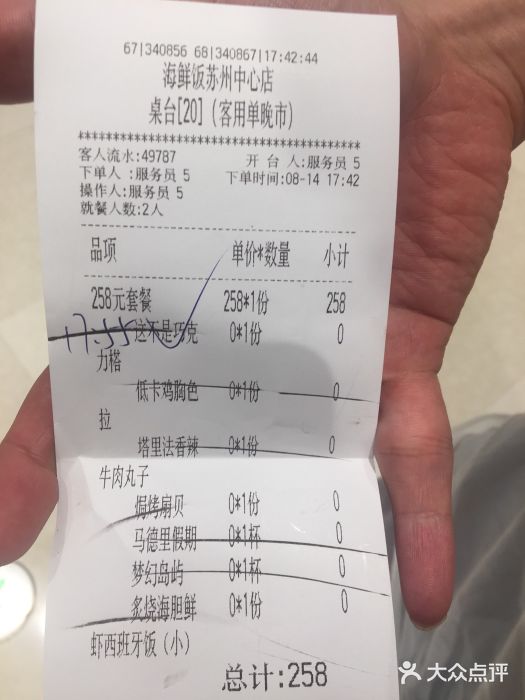 67|340856 68|340867|17:42:44
海鲜饭苏州中心店
桌台[20]（客用单晚市）
****************************************
客人流水:49787 开台人:服务员 5
下单人 :服务员 5 下单时间:08-14 17:42
操作人:服务员 5
就餐人数:2人
品项 单价*数量 小计
258元套餐 258*1份 258
17.55 这不是巧克 0*1份 0
力榙
低卡鸡胸色 0*1份 0
拉
塔里法香辣 0*1份 0
牛肉丸子
焗烤扇贝 0*1份 0
马德里假期 0*1杯 0
梦幻岛屿 0*1杯 0
炙烧海胆鲜 0*1份 0
虾西班牙饭（小）
总计:258
大众点评